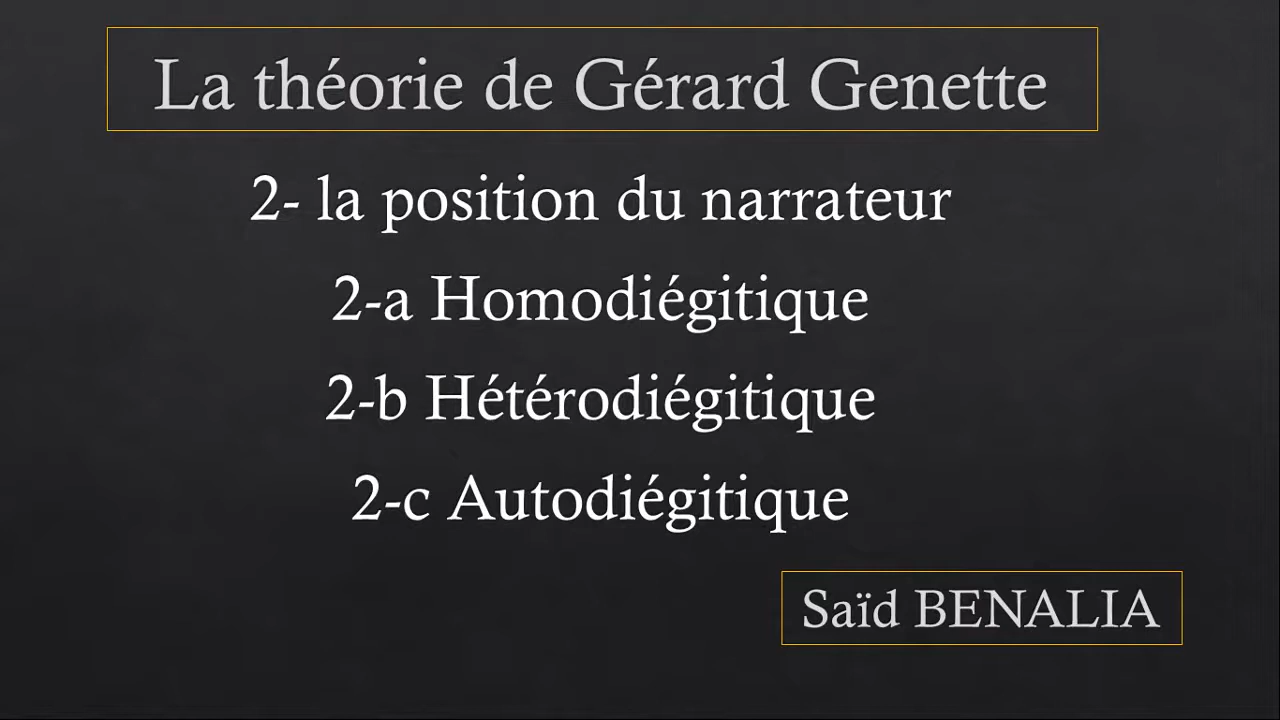 La théorie de Gérard Genette
2- la position du narrateur
2-a Homodiégitique
2-b Hétérodiégitique
2-c Autodiégitique
Saïd BENALIA